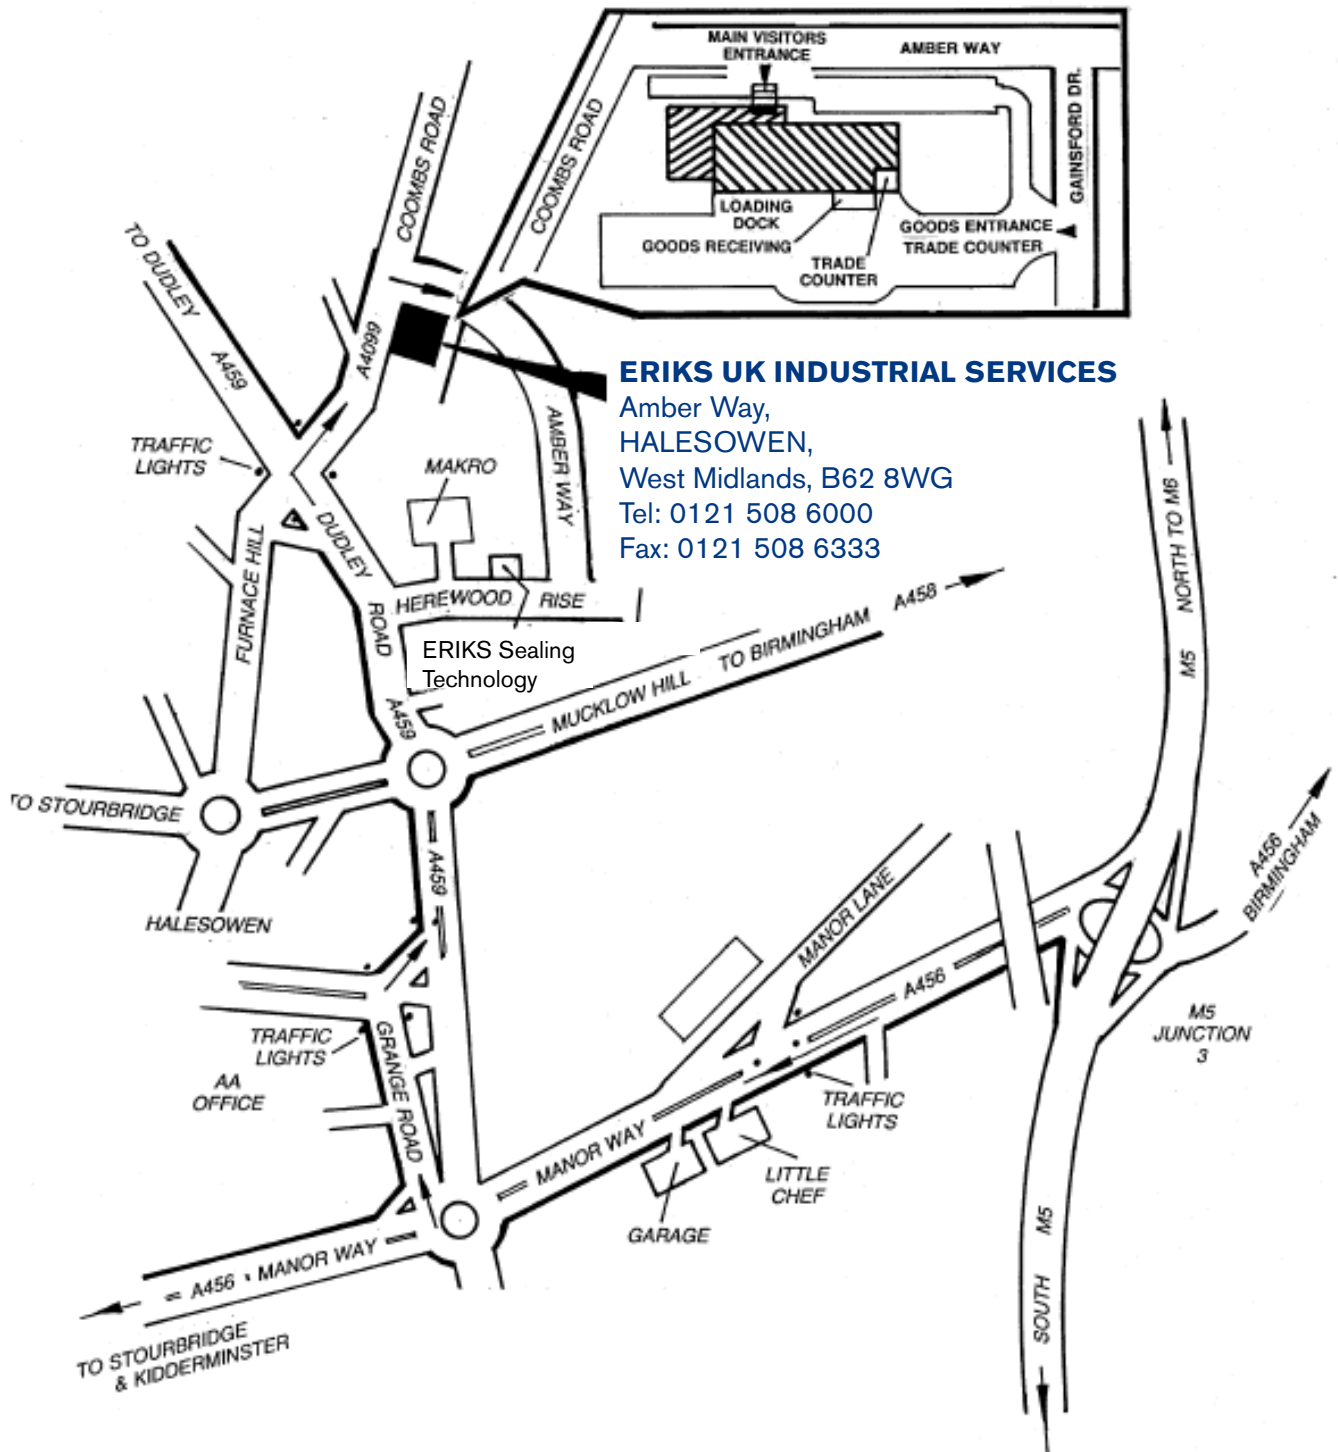 MAIN VISITORS
ENTRANCE
AMBER WAY
GAINSFORD DR.
COOMBS ROAD
COOMBS ROAD
LOADING
DOCK
GOODS RECEIVING
TRADE
COUNTER
GOODS ENTRANCE
TRADE COUNTER
TO DUDLEY
A459
A4099
ERIKS UK INDUSTRIAL SERVICES
Amber Way,
HALESOWEN,
West Midlands, B62 8WG
Tel: 0121 508 6000
Fax: 0121 508 6333
TRAFFIC
LIGHTS
MAKRO
AMBER WAY
NORTH TO M6
M5
FURNACE HILL
DUDLEY
ROAD
HEREWOOD RISE
ERIKS Sealing
Technology
A459
MUCKLOW HILL
TO BIRMINGHAM
A458
TO STOURBRIDGE
HALESOWEN
A459
MANOR LANE
A456
BIRMINGHAM
A456
M5
JUNCTION
3
TRAFFIC
LIGHTS
AA
OFFICE
GRANGE ROAD
TRAFFIC
LIGHTS
MANOR WAY
LITTLE
CHEF
GARAGE
A456 MANOR WAY
TO STOURBRIDGE
& KIDDERMINSTER
M5
SOUTH